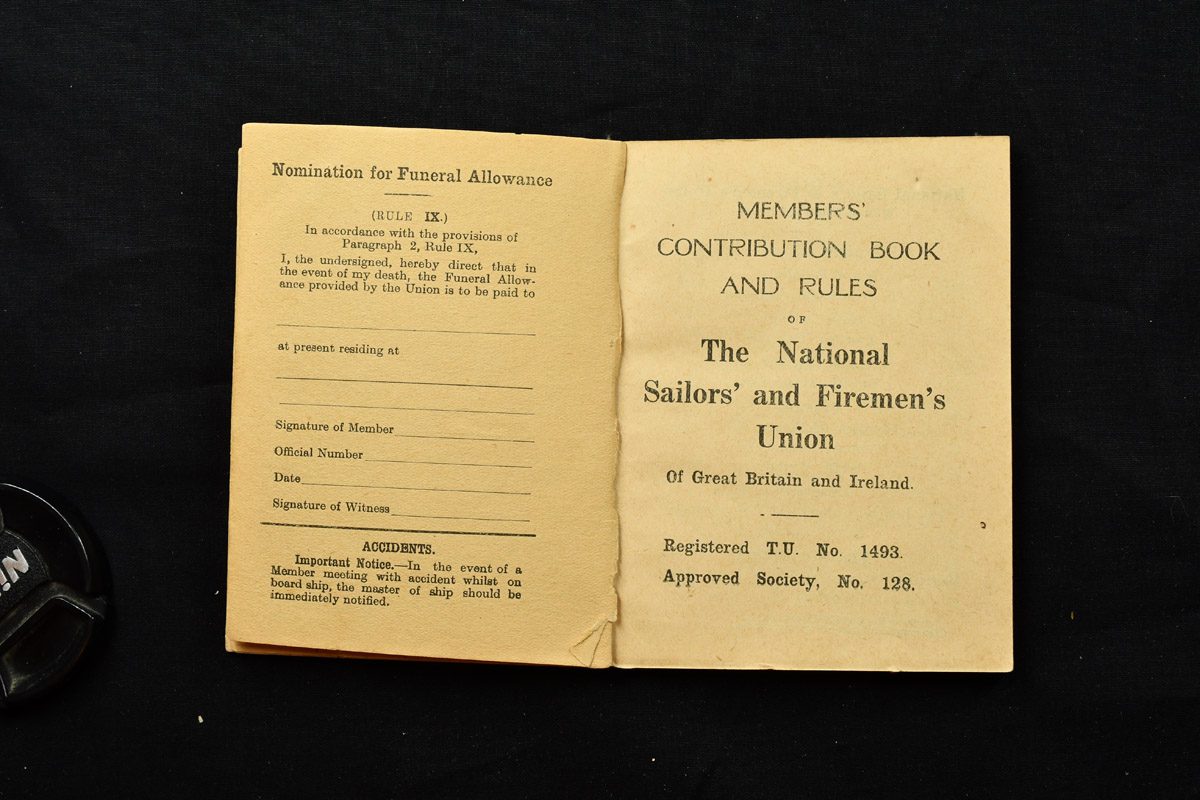 Nomination for Funeral Allowance
(RULE IX.)
In accordance with the provisions of
Paragraph 2, Rule IX,
I, the undersigned, hereby direct that in
the event of my death, the Funeral Allow-
ance provided by the Union is to be paid to
at present residing at
Signature of Member
Official Number
Date
Signature of Witness
ACCIDENTS.
Important Notice.—In the event of a
Member meeting with accident whilst on
board ship, the master of ship should be
immediately notified.
MEMBERS'
CONTRIBUTION BOOK
AND RULES
OF
The National
Sailors' and Firemen's
Union
Of Great Britain and Ireland.
Registered T.U. No. 1493.
Approved Society, No. 128.